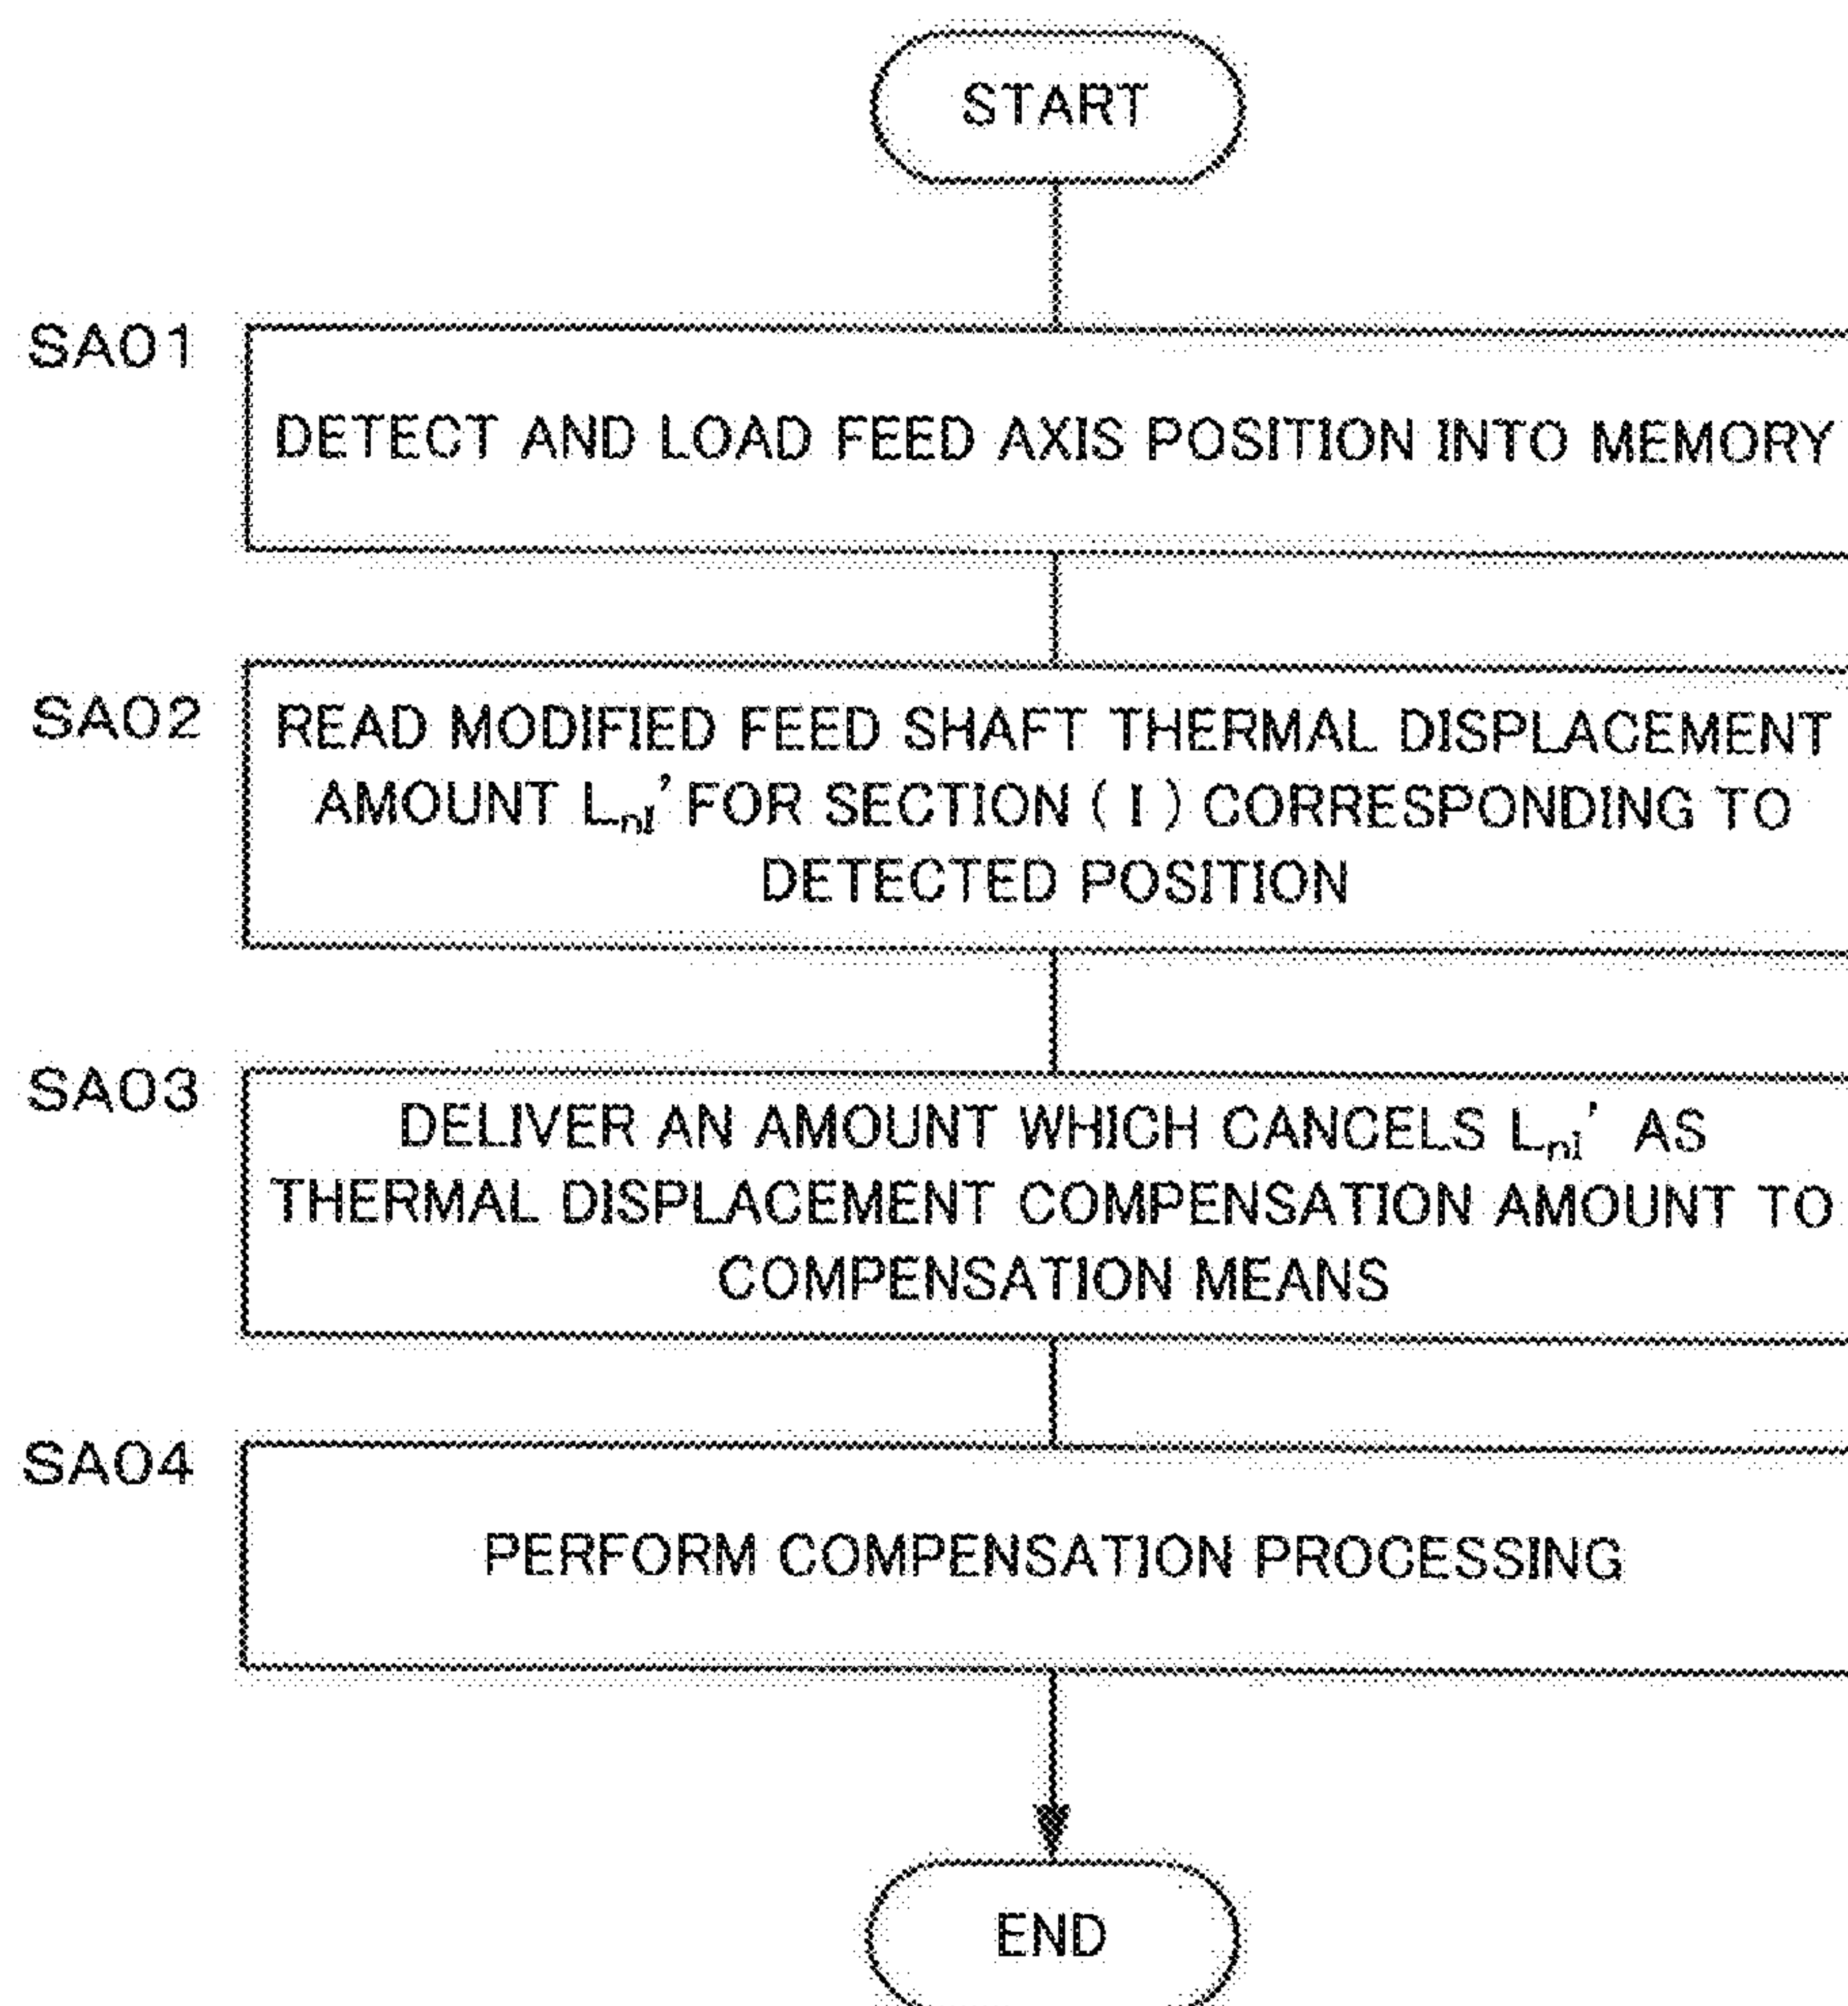 START
SA01
DETECT AND LOAD FEED AXIS POSITION INTO MEMORY
SA02
READ MODIFIED FEED SHAFT THERMAL DISPLACEMENT
AMOUNT LnI' FOR SECTION ( I ) CORRESPONDING TO
DETECTED POSITION
SA03
DELIVER AN AMOUNT WHICH CANCELS LnI' AS
THERMAL DISPLACEMENT COMPENSATION AMOUNT TO
COMPENSATION MEANS
SA04
PERFORM COMPENSATION PROCESSING
END